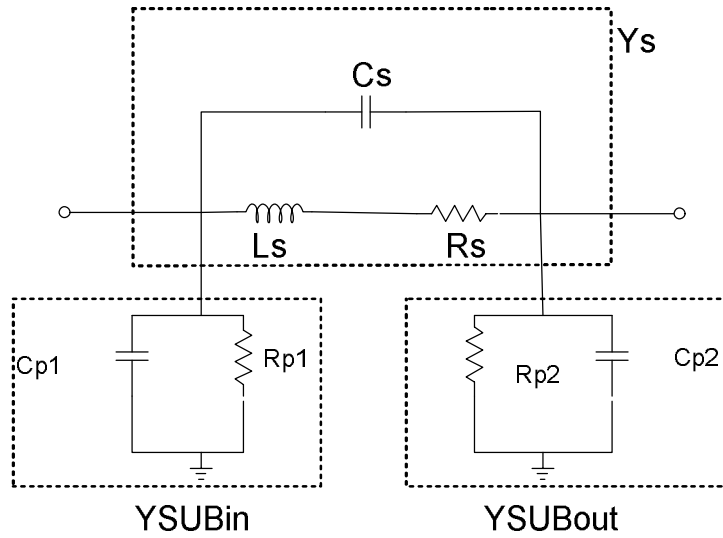 Ys
Cs
Ls
Rs
Cp1
Rp1
Rp2
Cp2
YSUBin
YSUBout